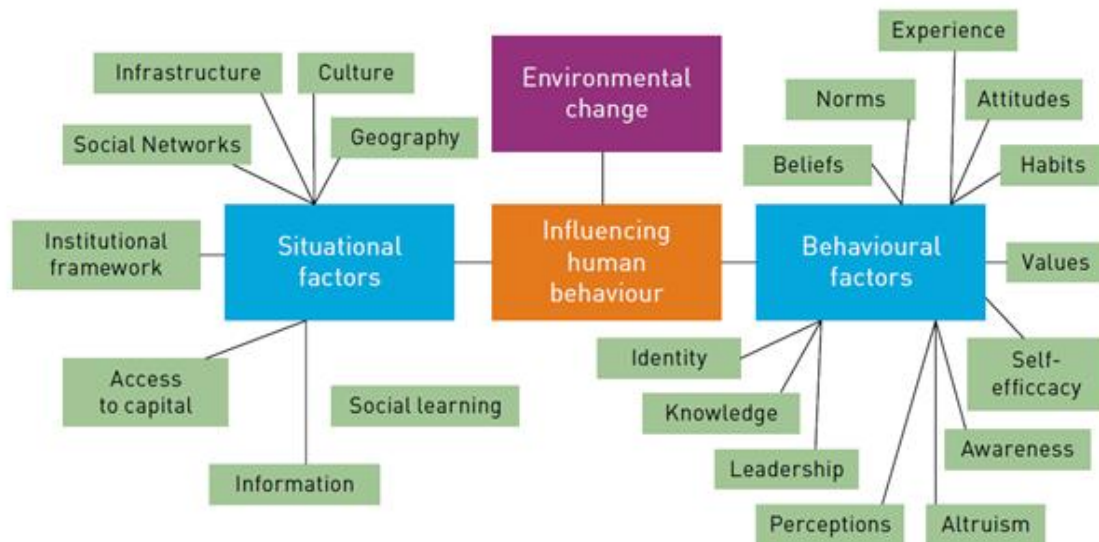 Experience
Environmental
change
Infrastructure
Culture
Norms
Attitudes
Social Networks
Geography
Beliefs
Habits
Institutional
framework
Situational
factors
Influencing
human
behaviour
Behavioural
factors
Values
Identity
Self-
efficcacy
Access
to capital
Social learning
Knowledge
Awareness
Leadership
Information
Perceptions
Altruism